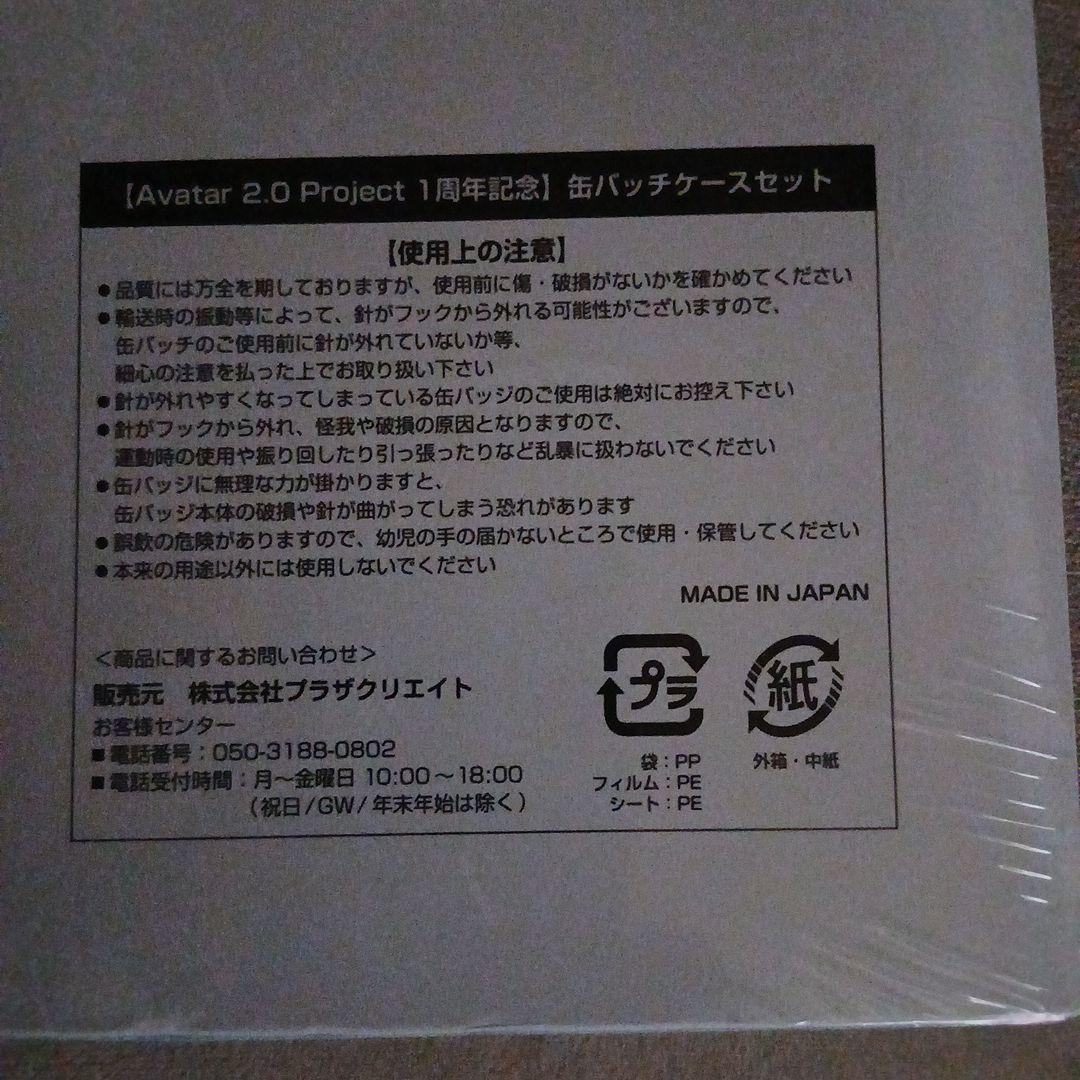 【Avatar 2.0 Project 1周年記念】缶バッチケースセット
【使用上の注意】
●品質には万全を期しておりますが、使用前に傷・破損がないかを確かめてください
●輸送時の振動等によって、針がフックから外れる可能性がございますので、
缶バッチのご使用前に針が外れていないか等、
細心の注意を払った上でお取り扱い下さい
●針が外れやすくなってしまっている缶バッジのご使用は絶対にお控え下さい
●針がフックから外れ、怪我や破損の原因となりますので、
運動時の使用や振り回したり引っ張ったりなど乱暴に扱わないでください
●缶バッジに無理な力が掛かりますと、
缶バッジ本体の破損や針が曲がってしまう恐れがあります
●誤飲の危険がありますので、幼児の手の届かないところで使用・保管してください
●本来の用途以外には使用しないでください
MADE IN JAPAN
＜商品に関するお問い合わせ＞
販売元　株式会社プラザクリエイト
お客様センター
■電話番号：050-3188-0802
■電話受付時間：月～金曜日 10:00～18:00
（祝日/GW/年末年始は除く）
プラ
袋：PP
フィルム：PE
シート：PE
紙
外箱・中紙